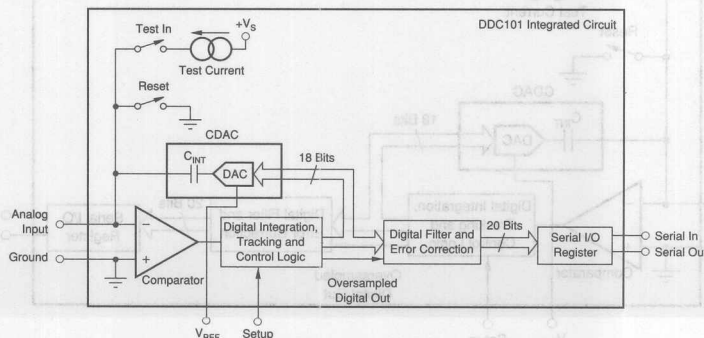 DDC101 Integrated Circuit
Test In
+VS
Test Current
Reset
CDAC
CINT
DAC
18 Bits
Analog
Input
−
Ground
+
Comparator
Digital Integration,
Tracking and
Control Logic
Digital Filter and
Error Correction
20 Bits
Serial I/O
Register
Serial In
Serial Out
Oversampled
Digital Out
VREF
Setup